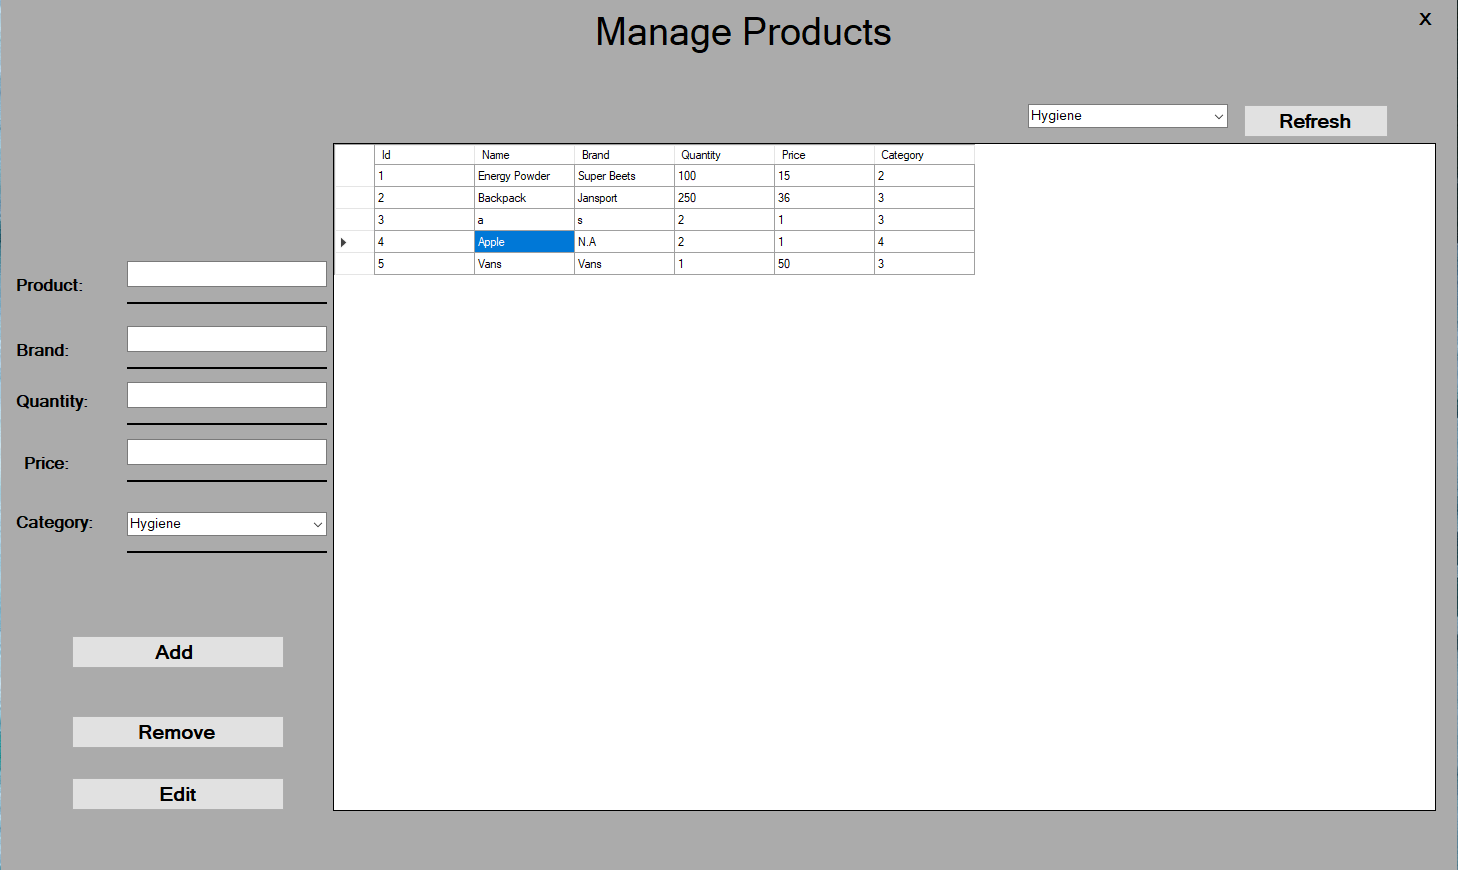 Manage Products
x
Hygiene
Refresh
Id Name Brand Quantity Price Category
1 Energy Powder Super Beets 100 15 2
2 Backpack Jansport 250 36 3
3 a s 2 1 3
4 Apple N.A 2 1 4
5 Vans Vans 1 50 3
Product:
Brand:
Quantity:
Price:
Category: Hygiene
Add
Remove
Edit